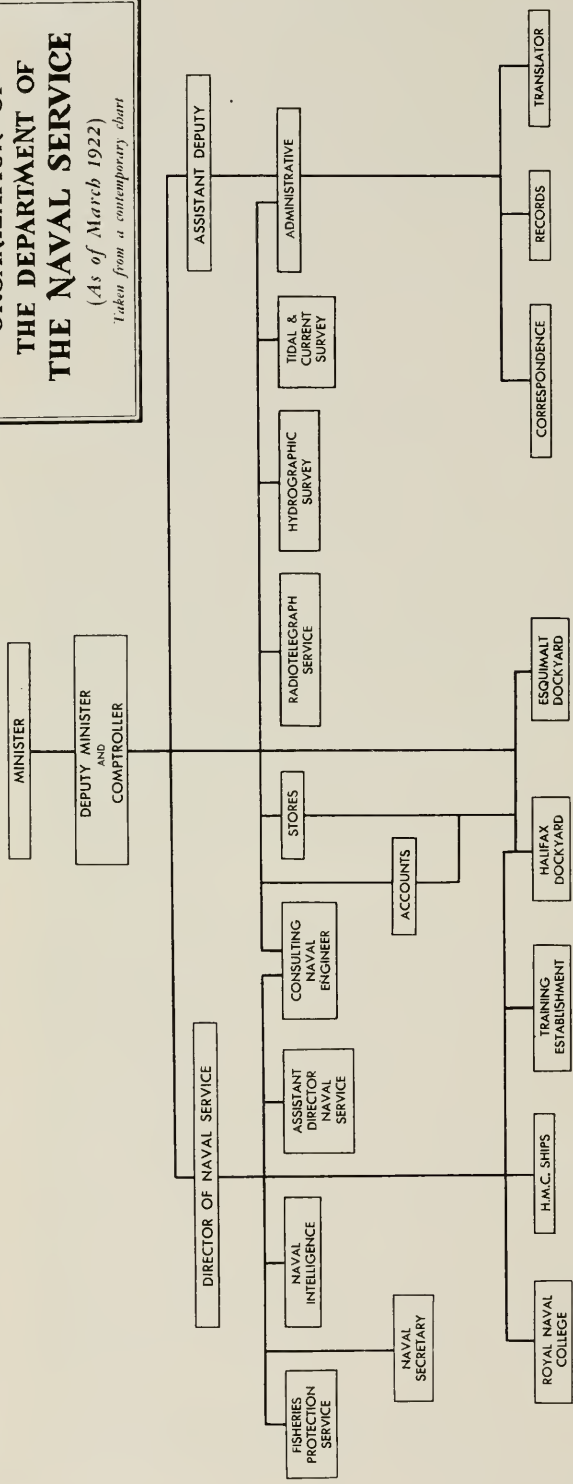 THE DEPARTMENT OF
THE NAVAL SERVICE
(As of March 1922)
Taken from a contemporary chart
MINISTER
DEPUTY MINISTER
AND
COMPTROLLER
DIRECTOR OF NAVAL SERVICE
ASSISTANT DEPUTY
FISHERIES
PROTECTION
SERVICE
NAVAL
SECRETARY
NAVAL
INTELLIGENCE
ASSISTANT
DIRECTOR
NAVAL
SERVICE
CONSULTING
NAVAL
ENGINEER
ACCOUNTS
STORES
RADIOTELEGRAPH
SERVICE
HYDROGRAPHIC
SURVEY
TIDAL &
CURRENT
SURVEY
ADMINISTRATIVE
ROYAL NAVAL
COLLEGE
H.M.C. SHIPS
TRAINING
ESTABLISHMENT
HALIFAX
DOCKYARD
ESQUIMALT
DOCKYARD
CORRESPONDENCE
RECORDS
TRANSLATOR